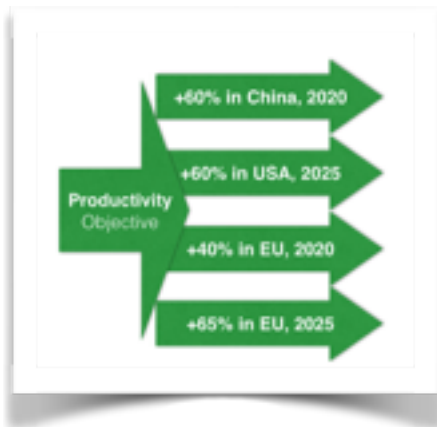 +60% in China, 2020
+60% in USA, 2025
Productivity
Objective
+40% in EU, 2020
+65% in EU, 2025